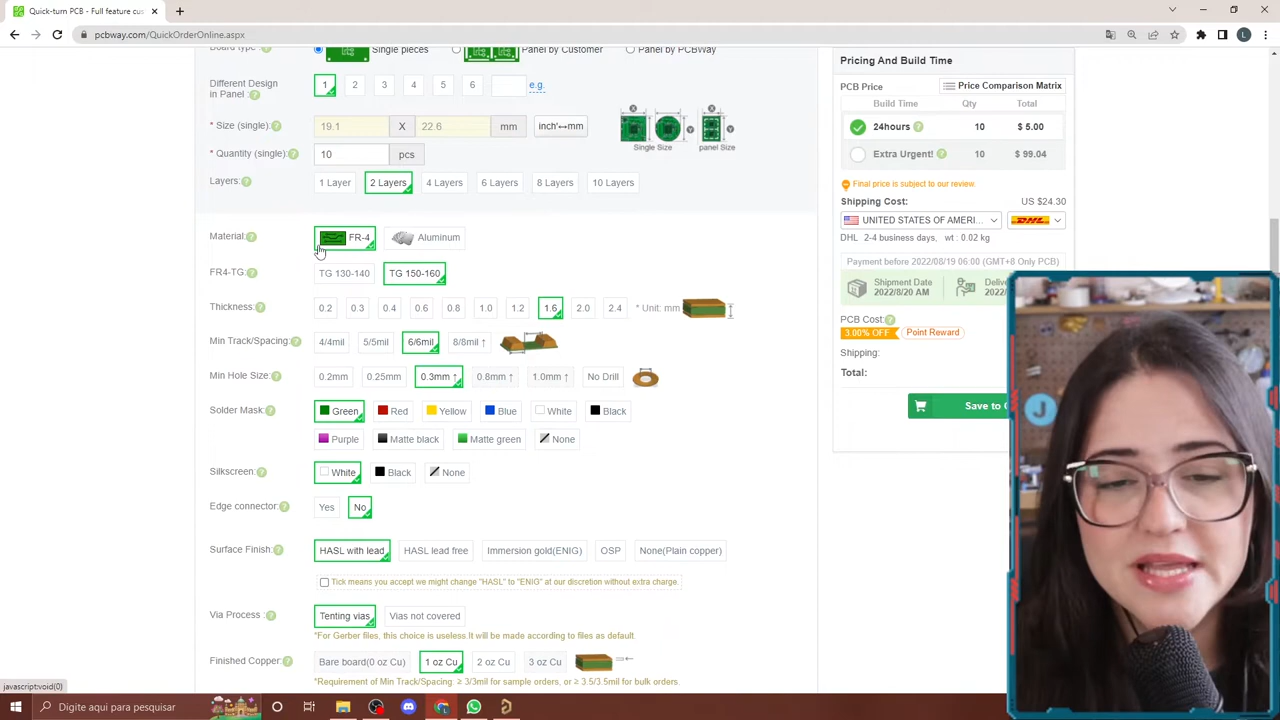 Quick-turn PCB - Full feature cus
pcbway.com/QuickOrderOnline.aspx
L
Board type:
Single pieces
Panel by Customer
Panel by PCBWay
Different Design in Panel :
1 2 3 4 5 6 e.g.
* Size (single): 19.1 X 22.6 mm inch'↔mm
Single Size panel Size
* Quantity (single): 10 pcs
Layers: 1 Layer 2 Layers 4 Layers 6 Layers 8 Layers 10 Layers
Material: FR-4 Aluminum
FR4-TG: TG 130-140 TG 150-160
Thickness: 0.2 0.3 0.4 0.6 0.8 1.0 1.2 1.6 2.0 2.4 * Unit: mm
Min Track/Spacing: 4/4mil 5/5mil 6/6mil 8/8mil ↑
Min Hole Size: 0.2mm 0.25mm 0.3mm ↑ 0.8mm ↑ 1.0mm ↑ No Drill
Solder Mask: Green Red Yellow Blue White Black
Purple Matte black Matte green None
Silkscreen: White Black None
Edge connector: Yes No
Surface Finish: HASL with lead HASL lead free Immersion gold(ENIG) OSP None(Plain copper)
Tick means you accept we might change "HASL" to "ENIG" at our discretion without extra charge.
Via Process : Tenting vias Vias not covered
*For Gerber files, this choice is useless.It will be made according to files as default.
Finished Copper: Bare board(0 oz Cu) 1 oz Cu 2 oz Cu 3 oz Cu
*Requirement of Min Track/Spacing: ≥ 3/3mil for sample orders, or ≥ 3.5/3.5mil for bulk orders.
Pricing And Build Time
PCB Price Price Comparison Matrix
Build Time Qty Total
24hours 10 $ 5.00
Extra Urgent! 10 $ 99.04
Final price is subject to our review.
Shipping Cost: US $24.30
UNITED STATES OF AMERI... DHL
DHL 2-4 business days, wt : 0.02 kg
Payment before 2022/08/19 06:00 (GMT+8 Only PCB)
Shipment Date
2022/8/20 AM
2022/
PCB Cost:
3.00% OFF Point Reward
Shipping:
Total:
Save to
J
javascript:void(0)
Digite aqui para pesquisar